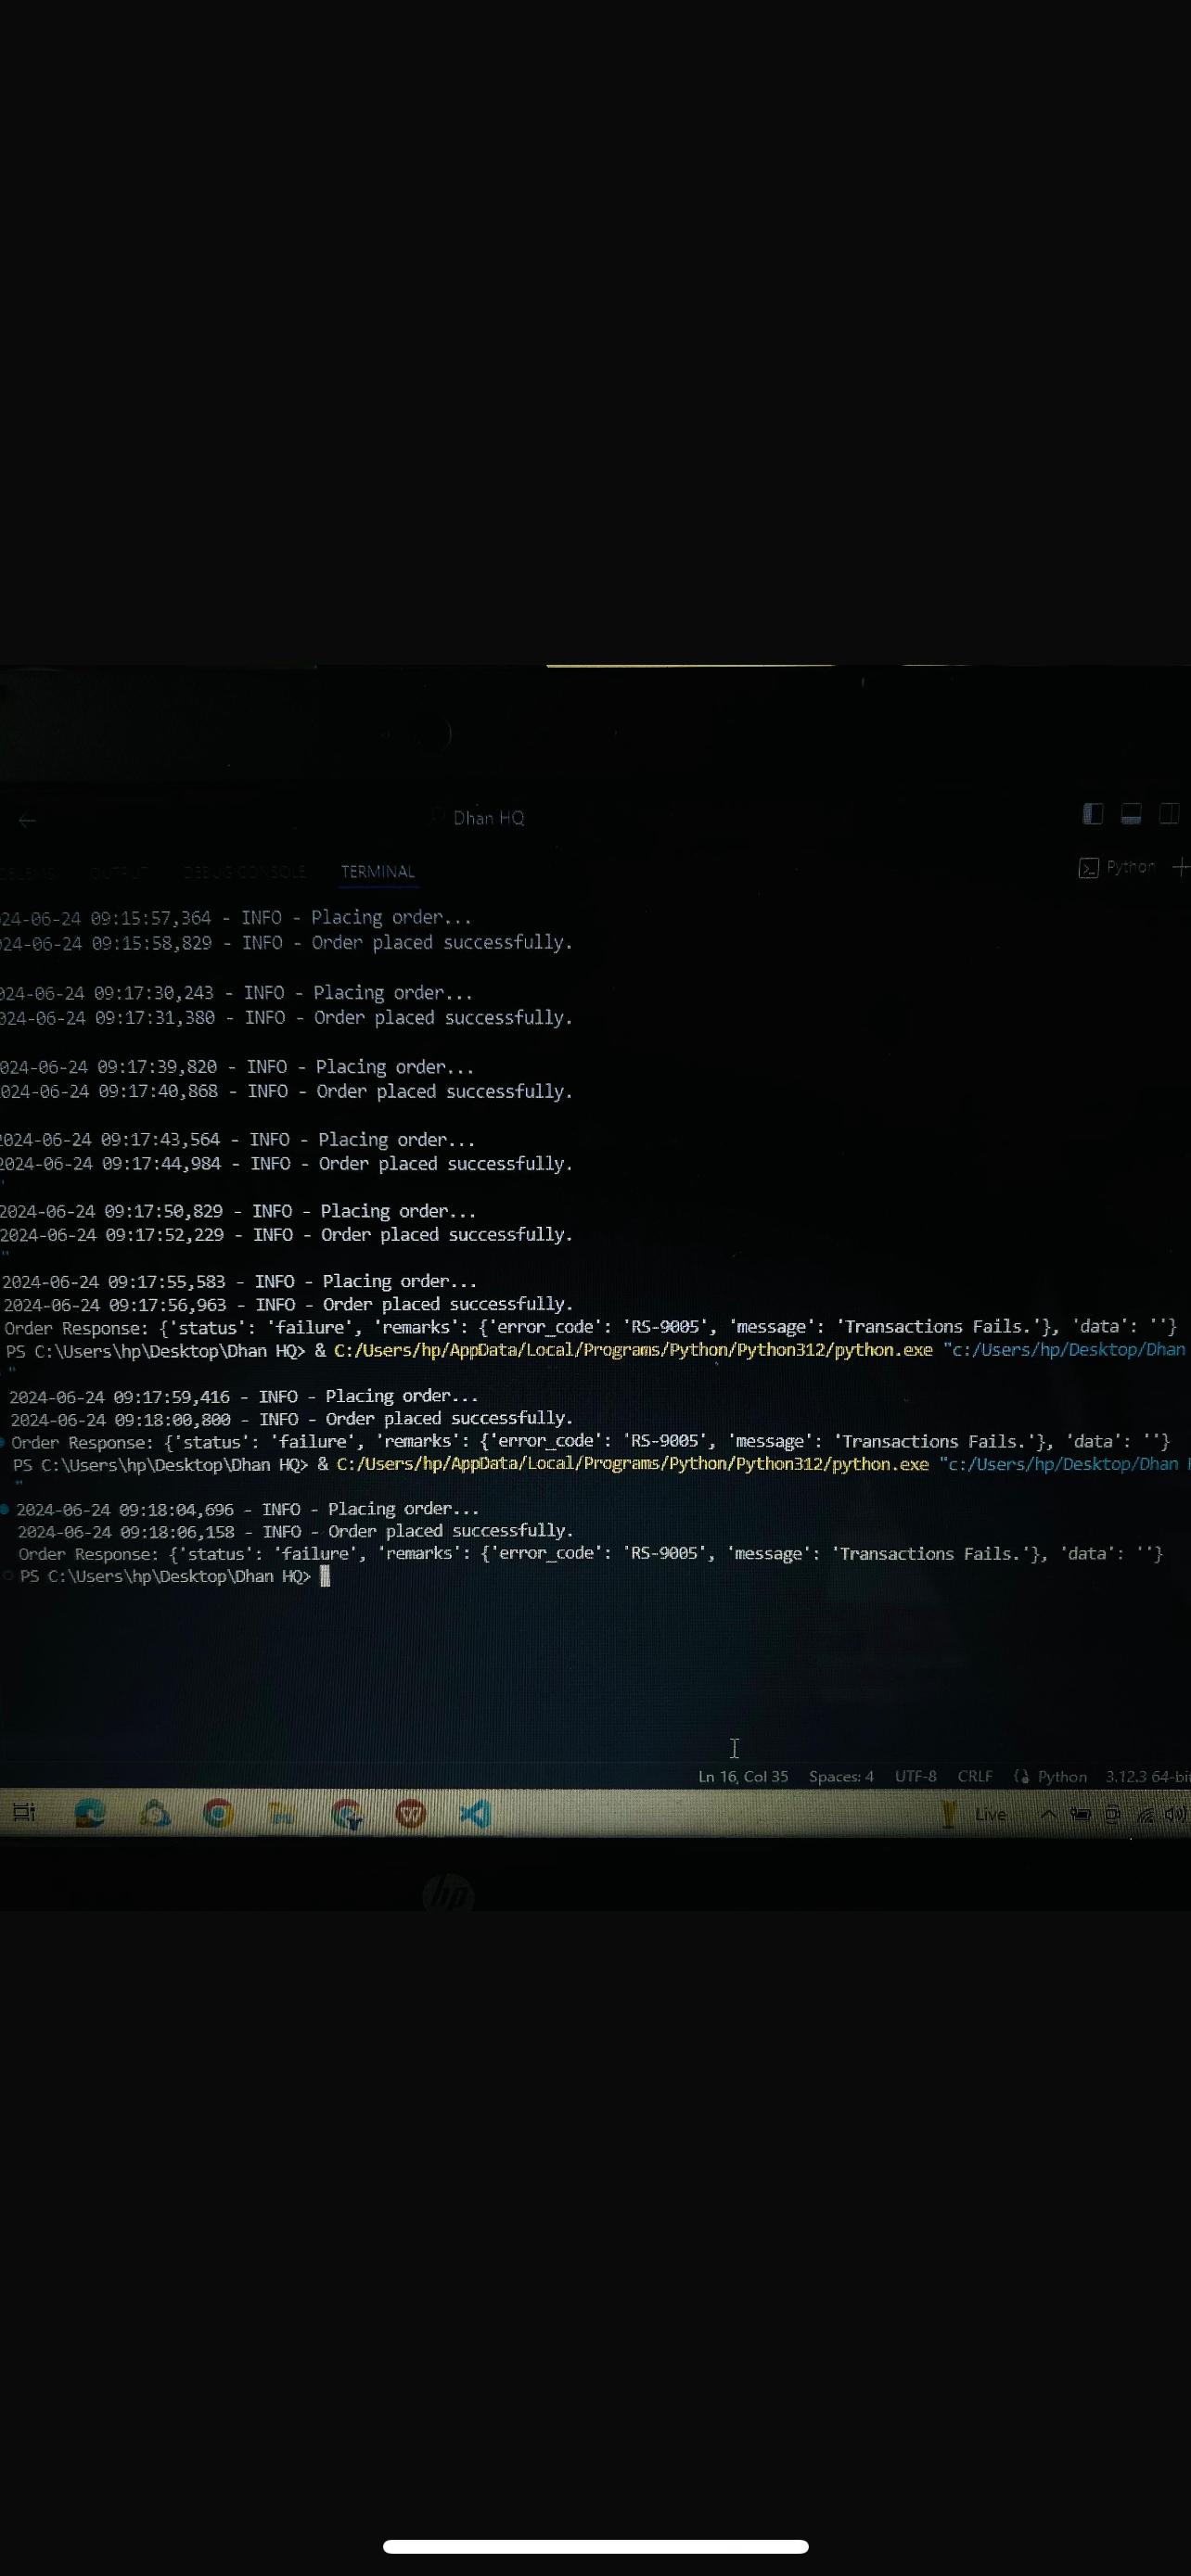 Dhan HQ
OUTPUT DEBUG CONSOLE TERMINAL
Python
24-06-24 09:15:57,364 - INFO - Placing order...
024-06-24 09:15:58,829 - INFO - Order placed successfully.
024-06-24 09:17:30,243 - INFO - Placing order...
024-06-24 09:17:31,380 - INFO - Order placed successfully.
024-06-24 09:17:39,820 - INFO - Placing order...
024-06-24 09:17:40,868 - INFO - Order placed successfully.
2024-06-24 09:17:43,564 - INFO - Placing order...
2024-06-24 09:17:44,984 - INFO - Order placed successfully.
"
2024-06-24 09:17:50,829 - INFO - Placing order...
2024-06-24 09:17:52,229 - INFO - Order placed successfully.
"
2024-06-24 09:17:55,583 - INFO - Placing order...
2024-06-24 09:17:56,963 - INFO - Order placed successfully.
Order Response: {'status': 'failure', 'remarks': {'error_code': 'RS-9005', 'message': 'Transactions Fails.'}, 'data': ''}
PS C:\Users\hp\Desktop\Dhan HQ> & C:/Users/hp/AppData/Local/Programs/Python/Python312/python.exe "c:/Users/hp/Desktop/Dhan
"
2024-06-24 09:17:59,416 - INFO - Placing order...
2024-06-24 09:18:00,800 - INFO - Order placed successfully.
Order Response: {'status': 'failure', 'remarks': {'error_code': 'RS-9005', 'message': 'Transactions Fails.'}, 'data': ''}
PS C:\Users\hp\Desktop\Dhan HQ> & C:/Users/hp/AppData/Local/Programs/Python/Python312/python.exe "c:/Users/hp/Desktop/Dhan
"
2024-06-24 09:18:04,696 - INFO - Placing order...
2024-06-24 09:18:06,158 - INFO - Order placed successfully.
Order Response: {'status': 'failure', 'remarks': {'error_code': 'RS-9005', 'message': 'Transactions Fails.'}, 'data': ''}
PS C:\Users\hp\Desktop\Dhan HQ>
Ln 16, Col 35 Spaces: 4 UTF-8 CRLF Python 3.12.3 64-bit
Live
hp